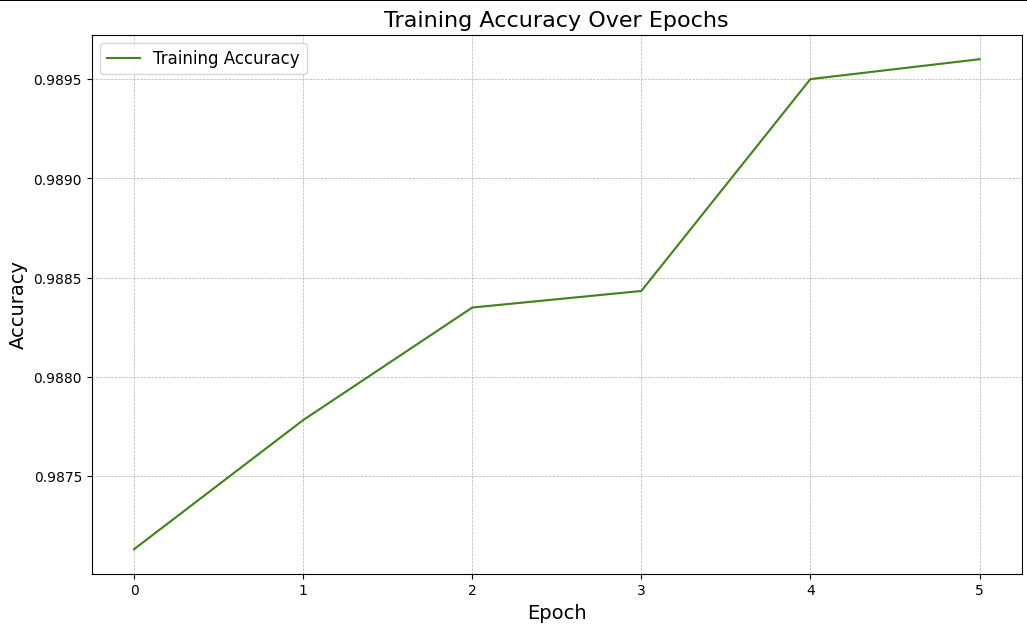 Training Accuracy Over Epochs
Training Accuracy
0.9895
0.9890
0.9885
0.9880
0.9875
Accuracy
0 1 2 3 4 5
Epoch